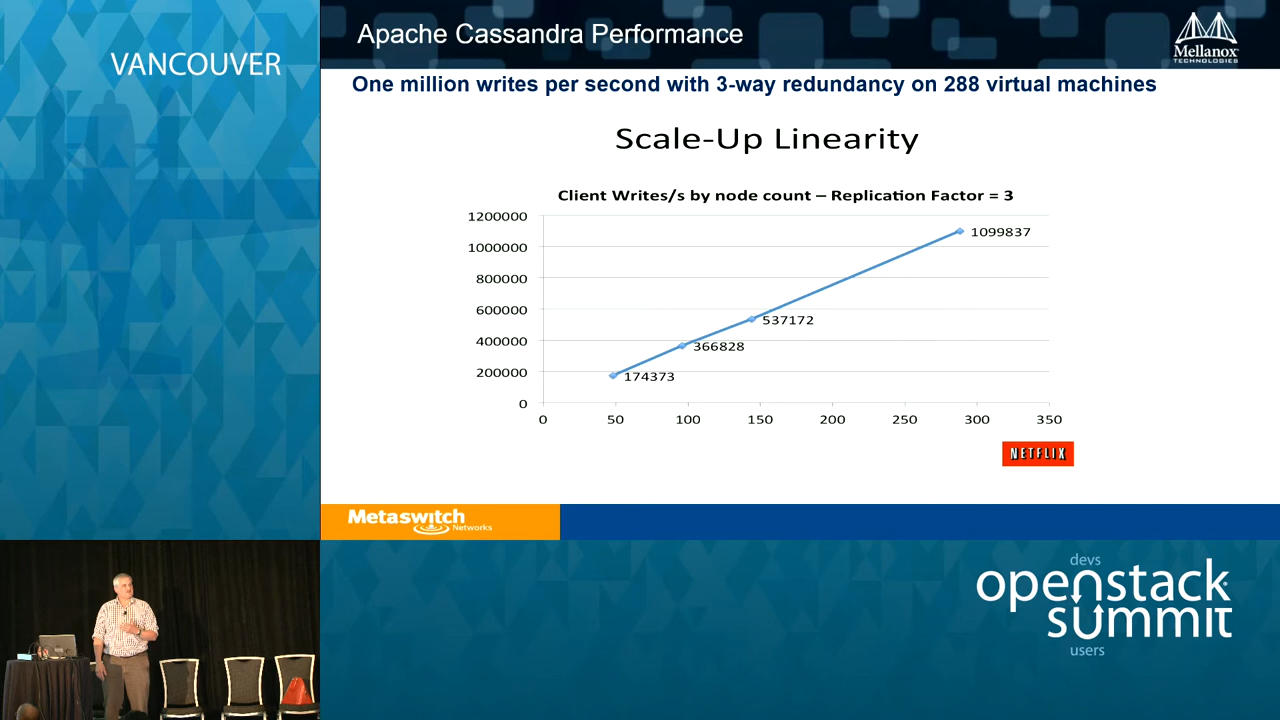 VANCOUVER
Apache Cassandra Performance
Mellanox
TECHNOLOGIES
One million writes per second with 3-way redundancy on 288 virtual machines
Scale-Up Linearity
Client Writes/s by node count – Replication Factor = 3
1200000
1000000
800000
600000
400000
200000
0
1099837
537172
366828
174373
0 50 100 150 200 250 300 350
NETFLIX
Metaswitch
Networks
devs
openstack
summit
users